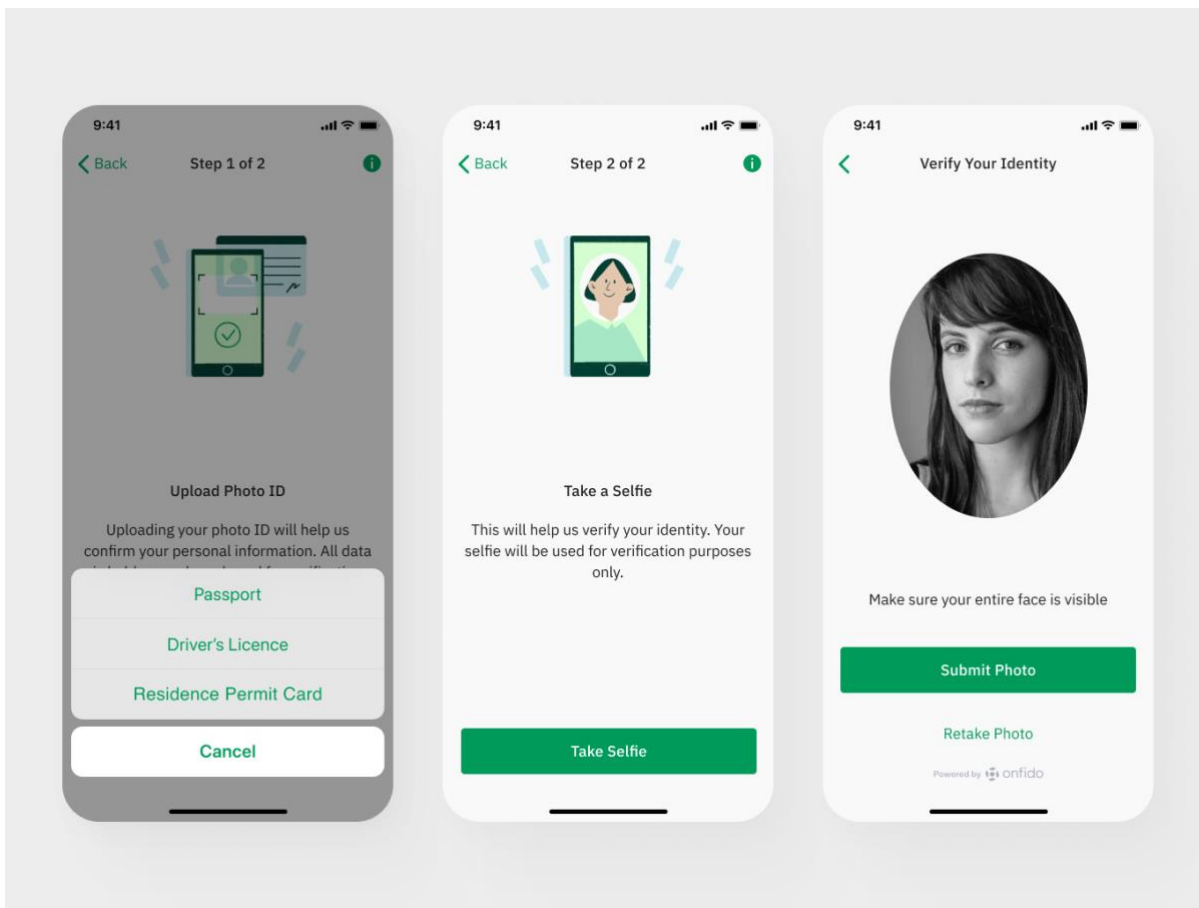 9:41
Back
Step 1 of 2
Upload Photo ID
Uploading your photo ID will help us
confirm your personal information. All data
Passport
Driver's Licence
Residence Permit Card
Cancel
9:41
Back
Step 2 of 2
Take a Selfie
This will help us verify your identity. Your
selfie will be used for verification purposes
only.
Take Selfie
9:41
Verify Your Identity
Make sure your entire face is visible
Submit Photo
Retake Photo
Powered by onfido